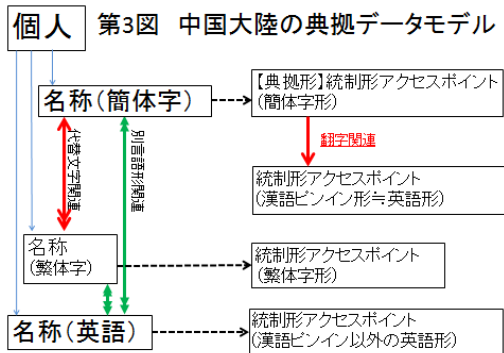 個人
第3図 中国大陸の典拠データモデル
名称(簡体字)
【典拠形】統制形アクセスポイント
(簡体字形)
代替文字関連
別言語形関連
翻字関連
統制形アクセスポイント
(漢語ピンイン形≒英語形)
名称
(繁体字)
統制形アクセスポイント
(繁体字形)
名称(英語)
統制形アクセスポイント
(漢語ピンイン以外の英語形)